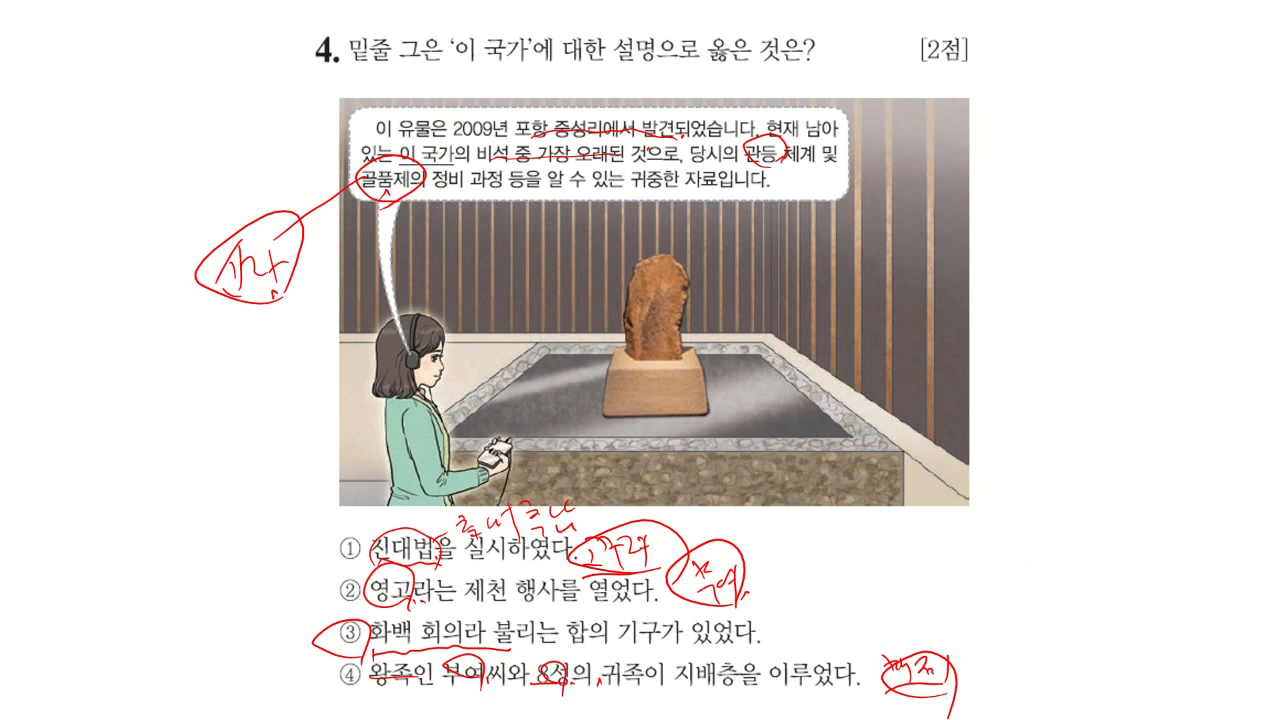 4. 밑줄 그은 ‘이 국가’에 대한 설명으로 옳은 것은? [2점]
이 유물은 2009년 포항 중성리에서 발견되었습니다. 현재 남아
있는 이 국가의 비석 중 가장 오래된 것으로, 당시의 관등 체계 및
골품제의 정비 과정 등을 알 수 있는 귀중한 자료입니다.
신라
① 진대법을 실시하였다. 고구려
② 영고라는 제천 행사를 열었다. 부여
③ 화백 회의라 불리는 합의 기구가 있었다.
④ 왕족인 부여씨와 8성의 귀족이 지배층을 이루었다. 백제